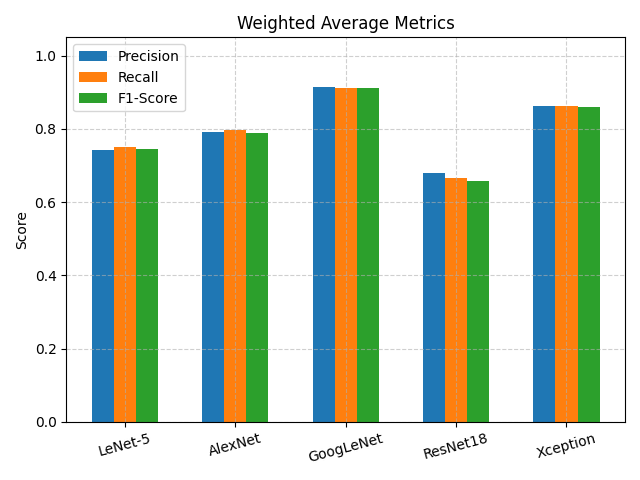 Weighted Average Metrics
Precision
Recall
F1-Score
Score
1.0
0.8
0.6
0.4
0.2
0.0
LeNet-5
AlexNet
GoogLeNet
ResNet18
Xception